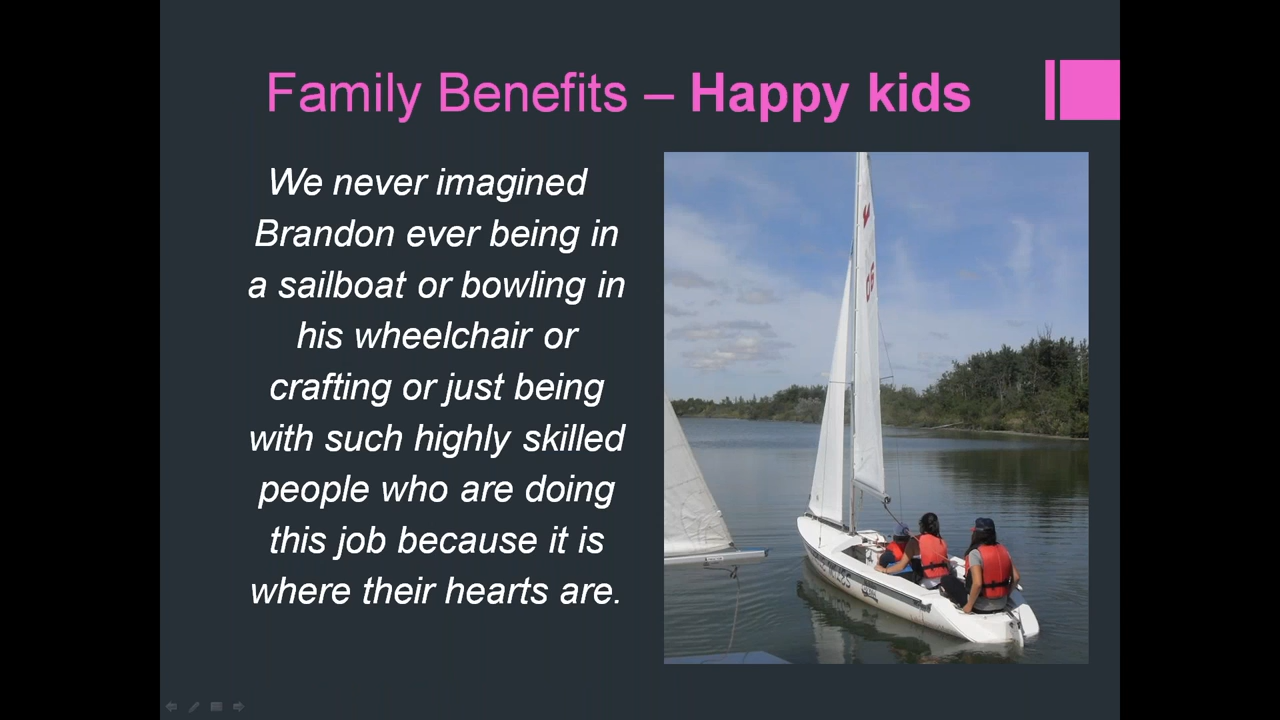 Family Benefits – Happy kids
We never imagined
Brandon ever being in
a sailboat or bowling in
his wheelchair or
crafting or just being
with such highly skilled
people who are doing
this job because it is
where their hearts are.